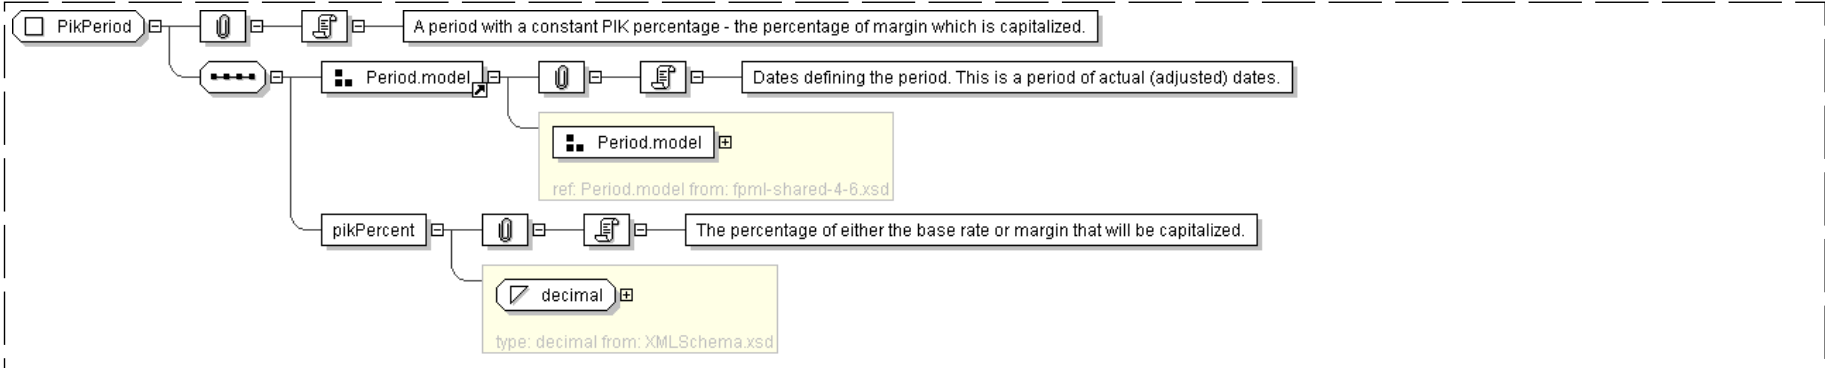 PikPeriod A period with a constant PIK percentage - the percentage of margin which is capitalized.
Period.model Dates defining the period. This is a period of actual (adjusted) dates.
Period.model
ref: Period.model from: fpml-shared-4-6.xsd
pikPercent The percentage of either the base rate or margin that will be capitalized.
decimal
type: decimal from: XMLSchema.xsd